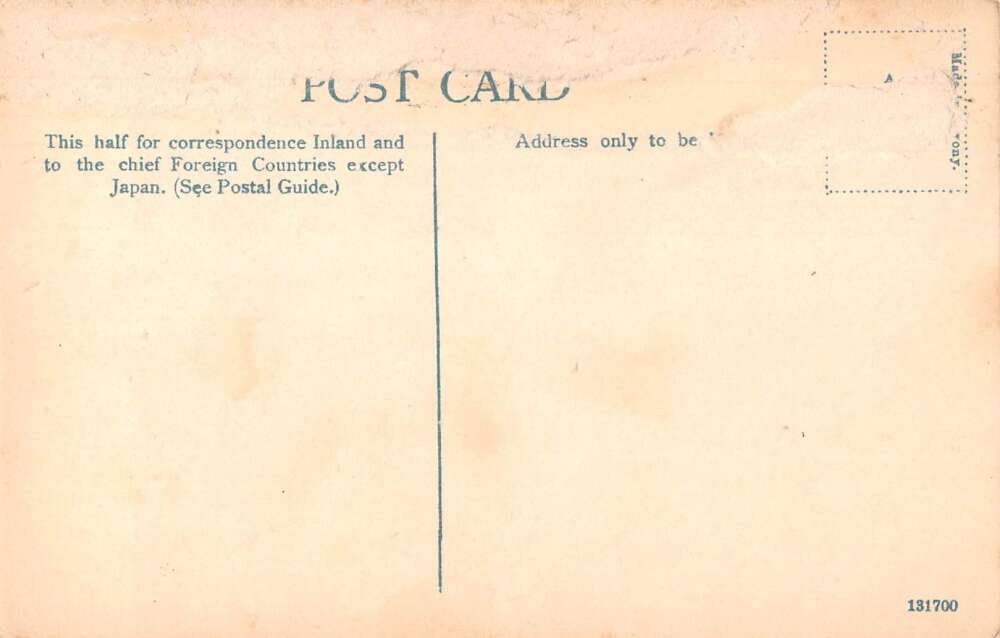 POST CARD
This half for correspondence Inland and
to the chief Foreign Countries except
Japan. (See Postal Guide.)
Address only to be
A
Made
131700